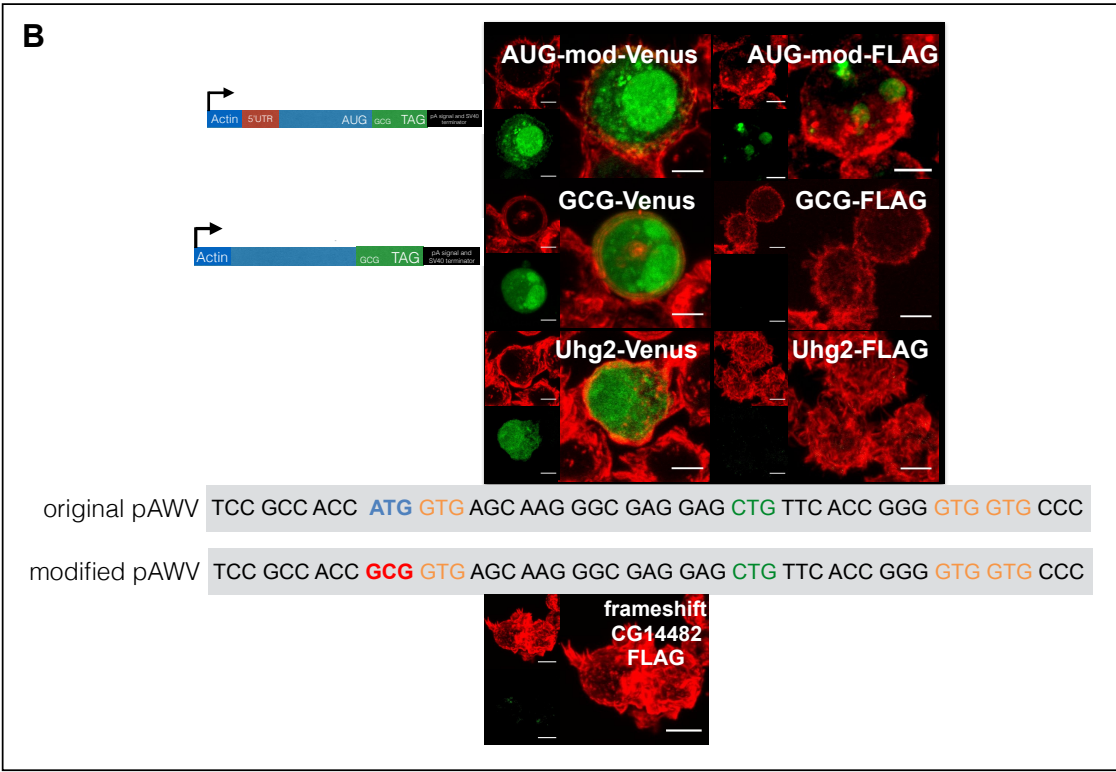 B
AUG-mod-Venus
AUG-mod-FLAG
Actin 5'UTR AUG GCG TAG pA signal and SV40
terminator
GCG-Venus
GCG-FLAG
Actin GCG TAG pA signal and
SV40 terminator
Uhg2-Venus
Uhg2-FLAG
original pAWV TCC GCC ACC ATG GTG AGC AAG GGC GAG GAG CTG TTC ACC GGG GTG GTG CCC
modified pAWV TCC GCC ACC GCG GTG AGC AAG GGC GAG GAG CTG TTC ACC GGG GTG GTG CCC
frameshift
CG14482
FLAG